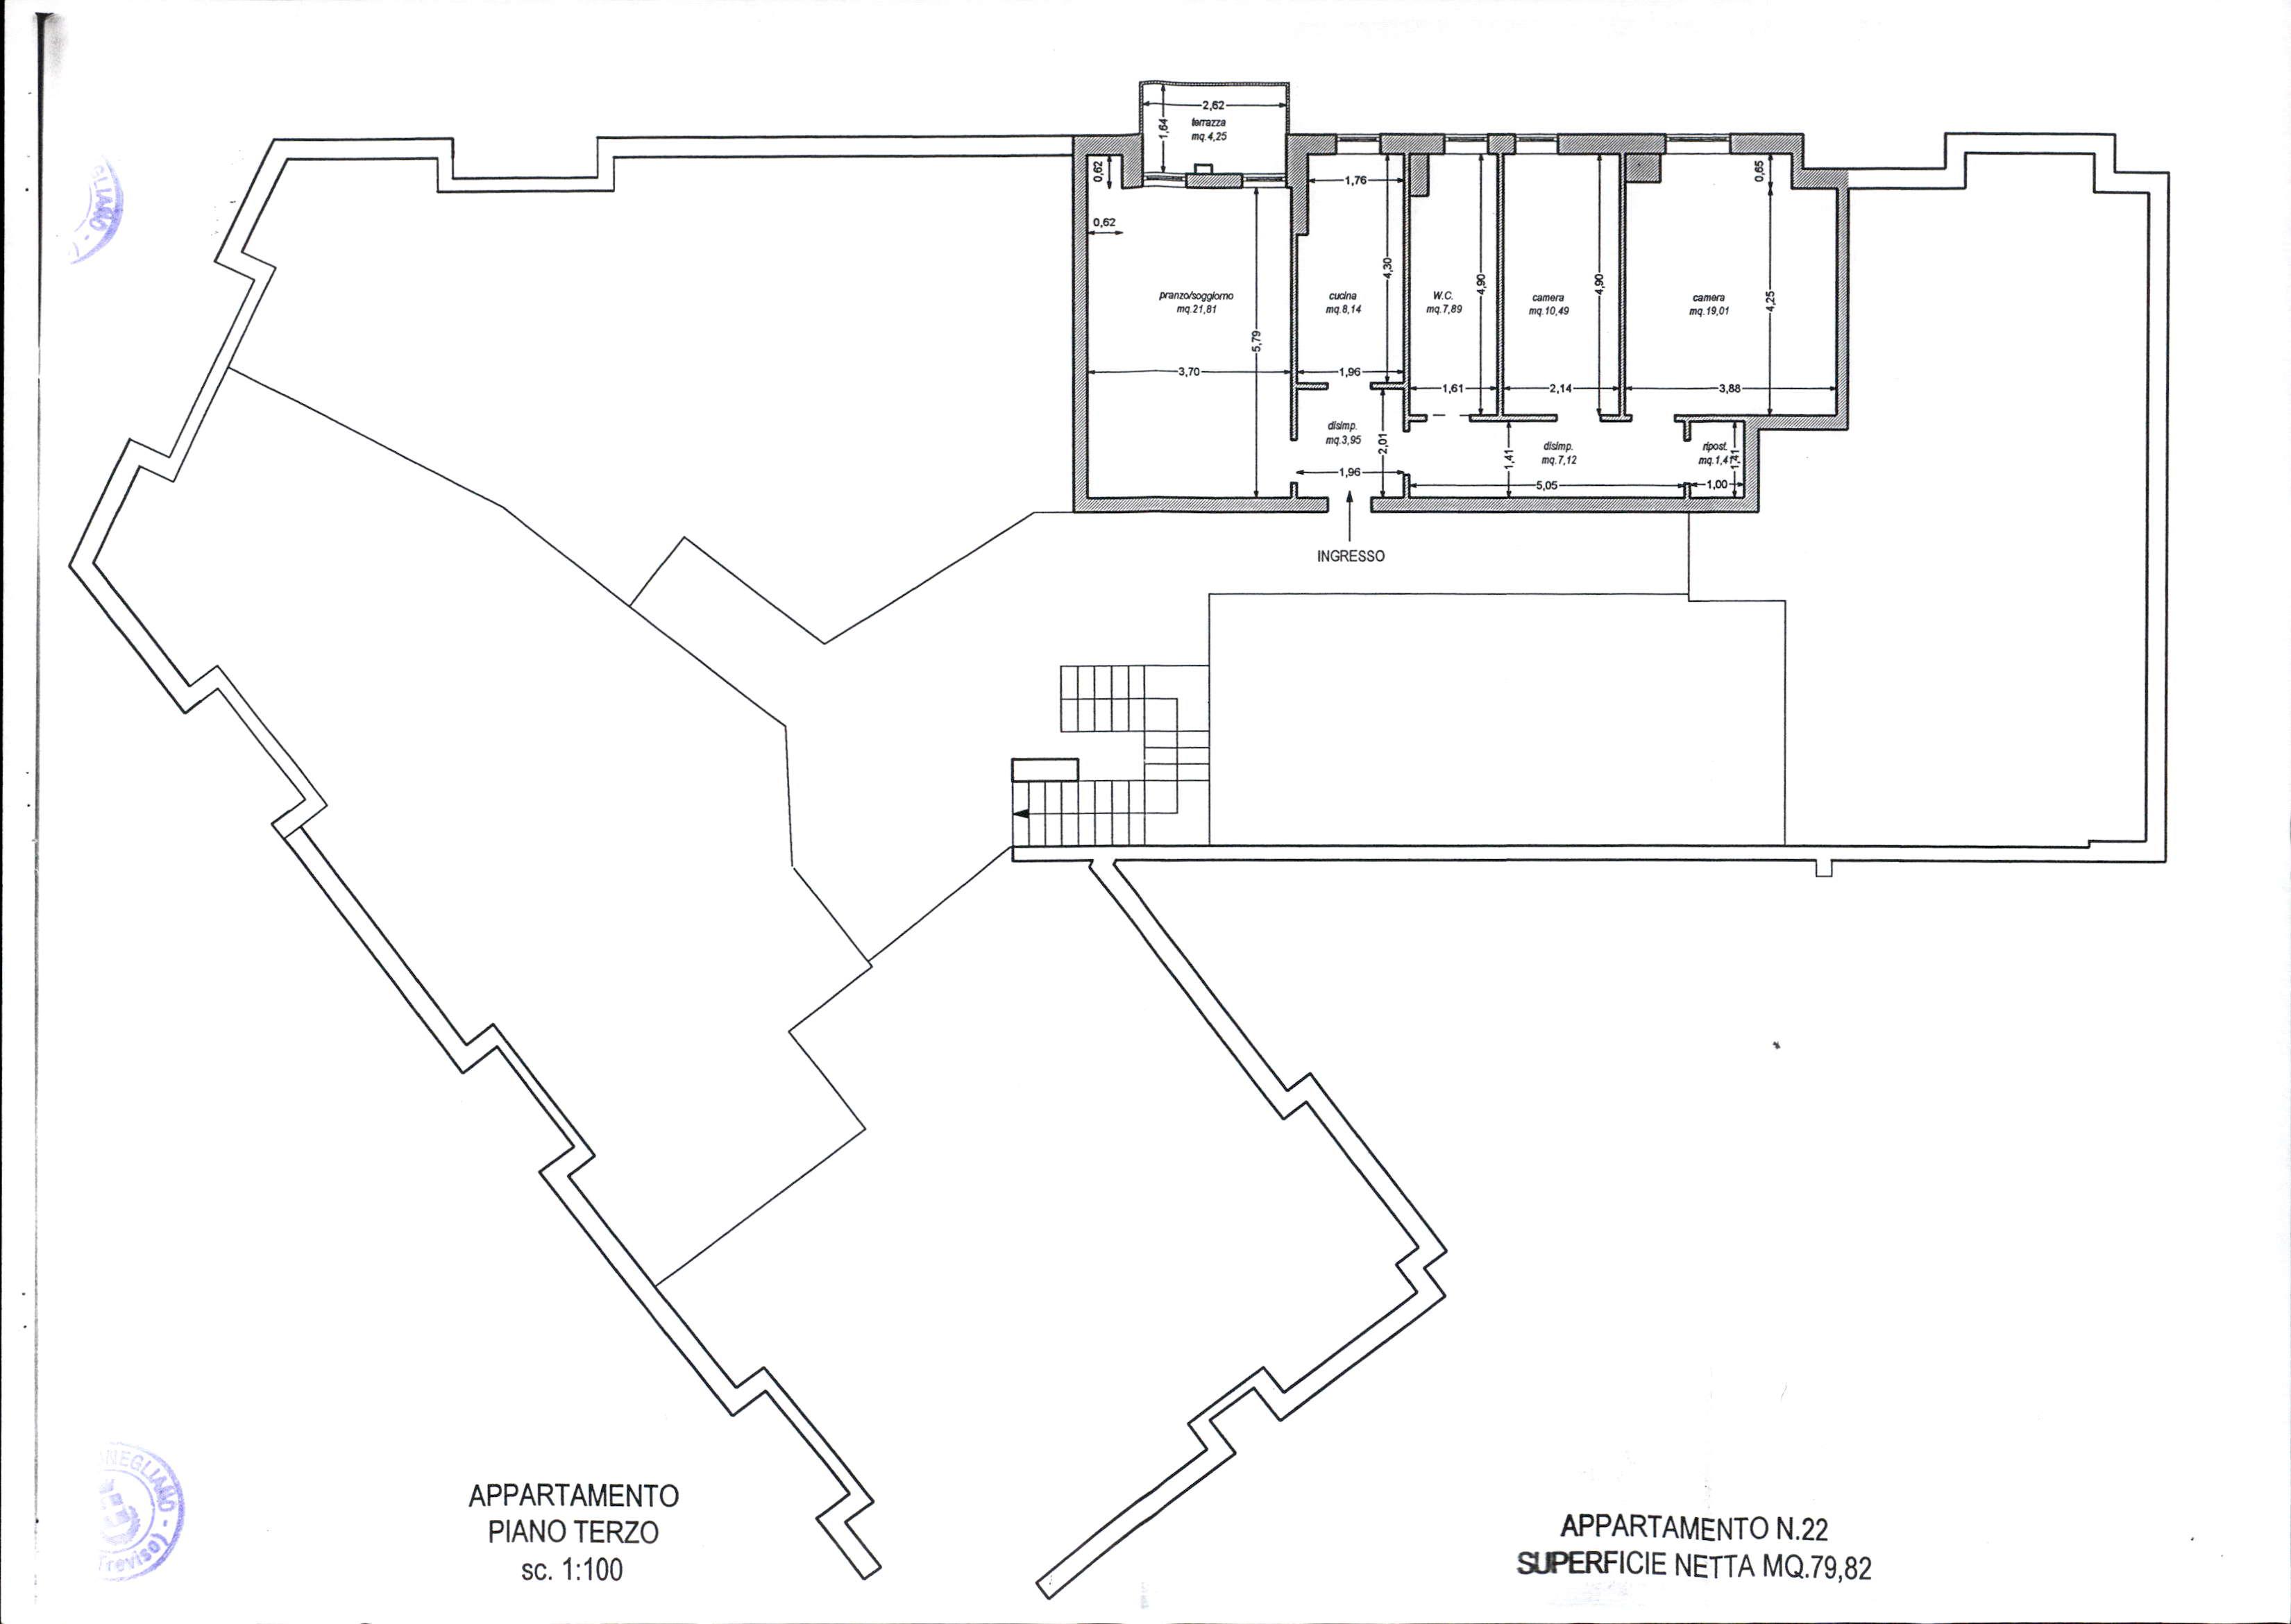 2,62
1,64
terrazza
mq.4,25
0,62
0,62
1,76
0,65
4,30
4,90
4,90
4,25
pranzo/soggiorno
mq.21,81
cucina
mq.8,14
W.C.
mq.7,89
camera
mq.10,49
camera
mq.19,01
5,79
3,70
1,96
1,61
2,14
3,88
disimp.
mq.3,95
2,01
1,41
disimp.
mq.7,12
ripost.
mq.1,41
1,41
1,96
5,05
1,00
INGRESSO
APPARTAMENTO
PIANO TERZO
sc. 1:100
APPARTAMENTO N.22
SUPERFICIE NETTA MQ.79,82
NEGLIANO - (
Treviso)